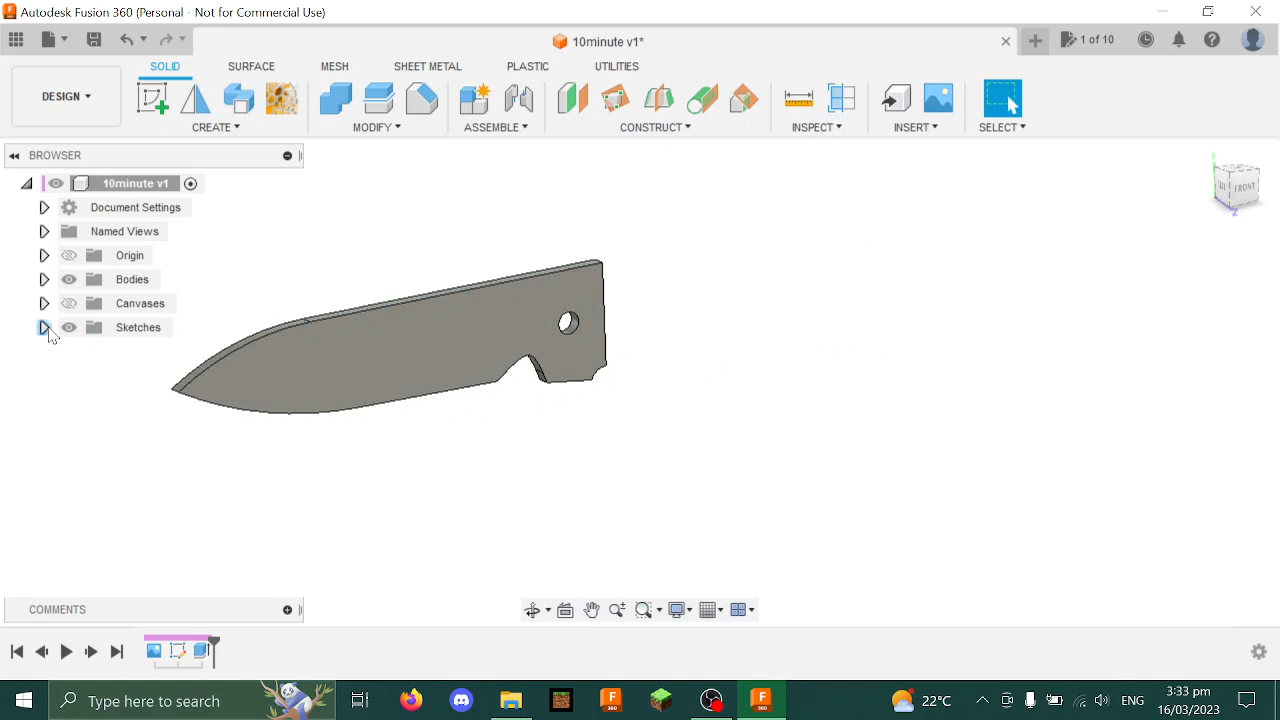 Autodesk Fusion 360 (Personal - Not for Commercial Use)
10minute v1*
1 of 10
SOLID
SURFACE
MESH
SHEET METAL
PLASTIC
UTILITIES
DESIGN
CREATE
MODIFY
ASSEMBLE
CONSTRUCT
INSPECT
INSERT
SELECT
BROWSER
10minute v1
Document Settings
Named Views
Origin
Bodies
Canvases
Sketches
Y
FRONT
Z
COMMENTS
Type here to search
F
360
F
360
22°C
ENG
3:33 pm
16/03/2023